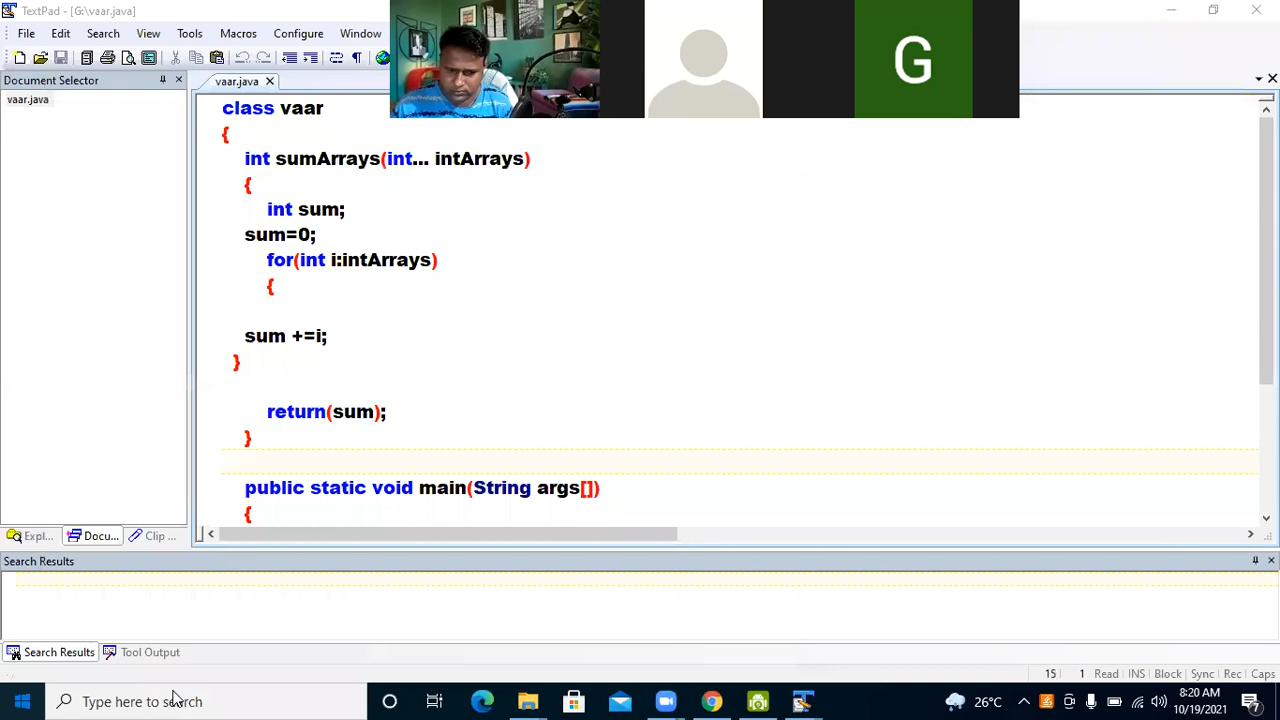 TextPad - [G:\vaar.java]
File Edit Search View Tools Macros Configure Window
Document Selector
vaar.java
vaar.java
G
class vaar
{
int sumArrays(int... intArrays)
{
int sum;
sum=0;
for(int i:intArrays)
{
sum +=i;
}
return(sum);
}
public static void main(String args[])
{
Expl... Docu... Clip ...
Search Results
Search Results Tool Output
15 1 Read INS Block Sync Rec Caps
Type here to search
26°C
8:20 AM
10/19/2021
7